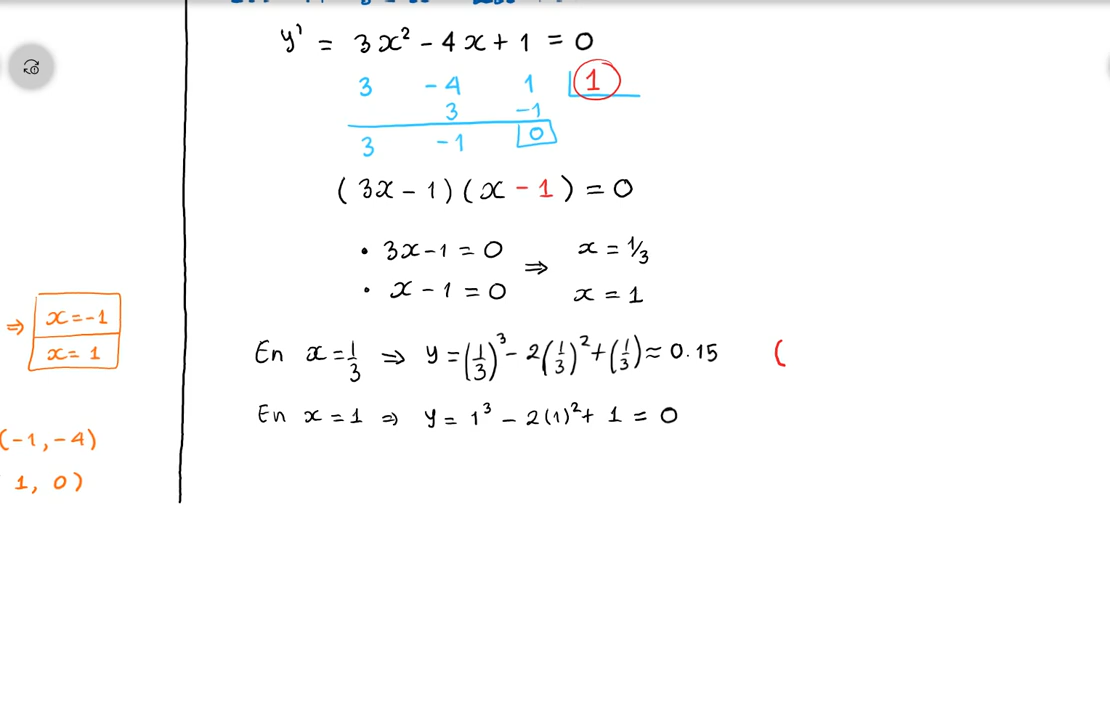 y' = 3x² - 4x + 1 = 0
3 -4 1 1
3 -1
3 -1 0
(3x - 1)(x - 1) = 0
• 3x - 1 = 0 ⇒ x = 1/3
• x - 1 = 0 x = 1
⇒ x = -1
x = 1
En x = 1/3 ⇒ y = (1/3)³ - 2(1/3)² + (1/3) ≈ 0.15 (
En x = 1 ⇒ y = 1³ - 2(1)² + 1 = 0
(-1, -4)
1, 0)